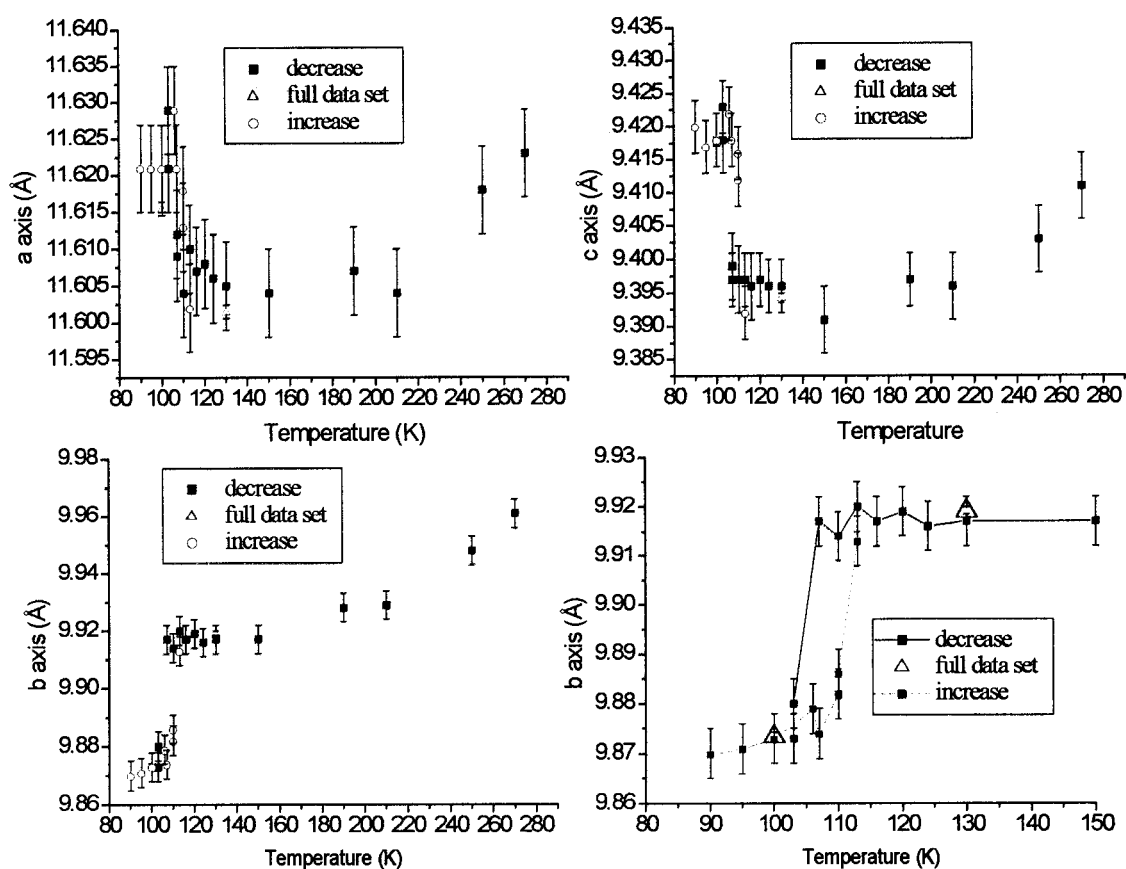 11.640
11.635
11.630
11.625
11.620
11.615
11.610
11.605
11.600
11.595
a axis (Å)
decrease
full data set
increase
80 100 120 140 160 180 200 220 240 260 280
Temperature (K)
9.435
9.430
9.425
9.420
9.415
9.410
9.405
9.400
9.395
9.390
9.385
c axis (Å)
decrease
full data set
increase
80 100 120 140 160 180 200 220 240 260 280
Temperature
9.98
9.96
9.94
9.92
9.90
9.88
9.86
b axis (Å)
decrease
full data set
increase
80 100 120 140 160 180 200 220 240 260 280
Temperature (K)
9.93
9.92
9.91
9.90
9.89
9.88
9.87
9.86
b axis (Å)
decrease
full data set
increase
90 100 110 120 130 140 150
Temperature (K)